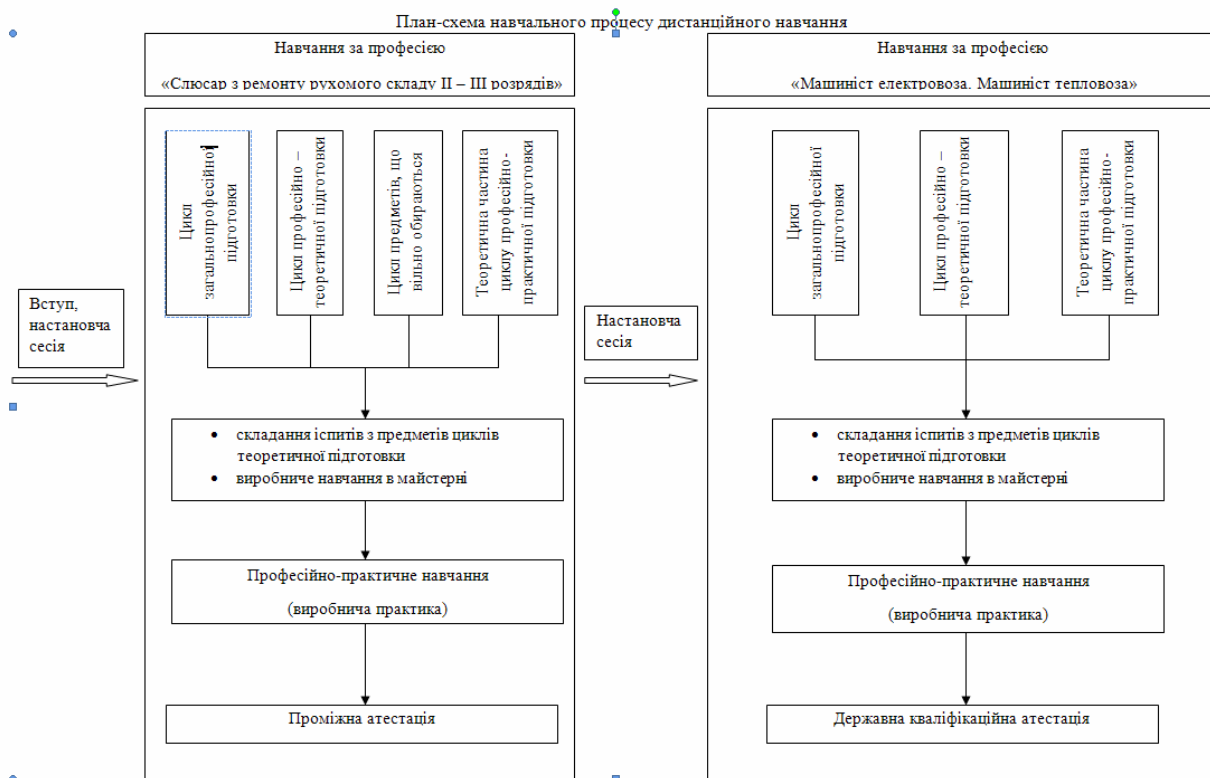 План-схема навчального процесу дистанційного навчання
Навчання за професією
«Слюсар з ремонту рухомого складу ІІ – ІІІ розрядів»
Навчання за професією
«Машиніст електровоза. Машиніст тепловоза»
Вступ,
настановча
сесія
Цикл
загальнопрофесійної
підготовки
Цикл професійно –
теоретичної підготовки
Цикл предметів, що
вільно обираються
Теоретична частина
циклу професійно-
практичної підготовки
складання іспитів з предметів циклів
теоретичної підготовки
виробниче навчання в майстерні
Професійно-практичне навчання
(виробнича практика)
Проміжна атестація
Настановча
сесія
Цикл
загальнопрофесійної
підготовки
Цикл професійно –
теоретичної підготовки
Теоретична частина
циклу професійно-
практичної підготовки
складання іспитів з предметів циклів
теоретичної підготовки
виробниче навчання в майстерні
Професійно-практичне навчання
(виробнича практика)
Державна кваліфікаційна атестація